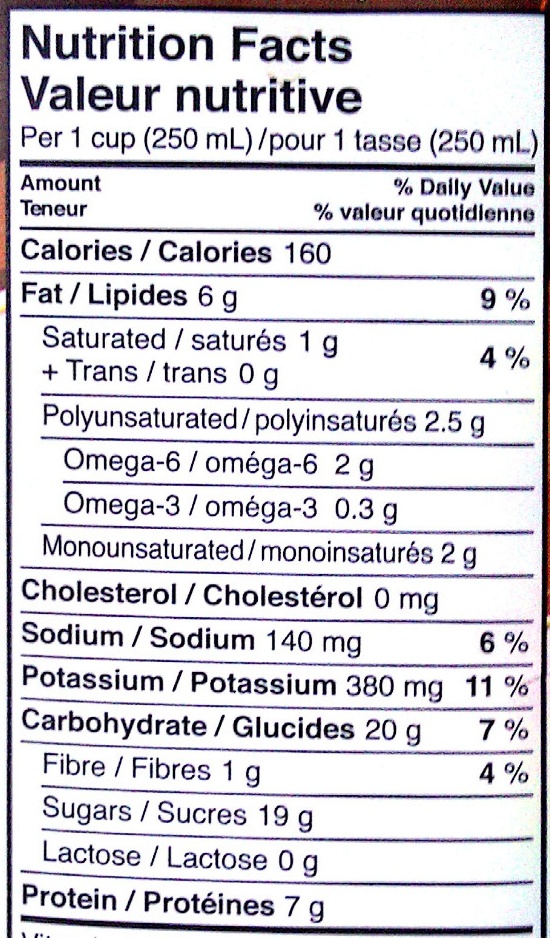 Nutrition Facts
Valeur nutritive
Per 1 cup (250 mL)/pour 1 tasse (250 mL)
Amount % Daily Value
Teneur % valeur quotidienne
Calories / Calories 160
Fat / Lipides 6 g 9 %
Saturated / saturés 1 g
+ Trans / trans 0 g 4 %
Polyunsaturated / polyinsaturés 2.5 g
Omega-6 / oméga-6 2 g
Omega-3 / oméga-3 0.3 g
Monounsaturated / monoinsaturés 2 g
Cholesterol / Cholestérol 0 mg
Sodium / Sodium 140 mg 6 %
Potassium / Potassium 380 mg 11 %
Carbohydrate / Glucides 20 g 7 %
Fibre / Fibres 1 g 4 %
Sugars / Sucres 19 g
Lactose / Lactose 0 g
Protein / Protéines 7 g